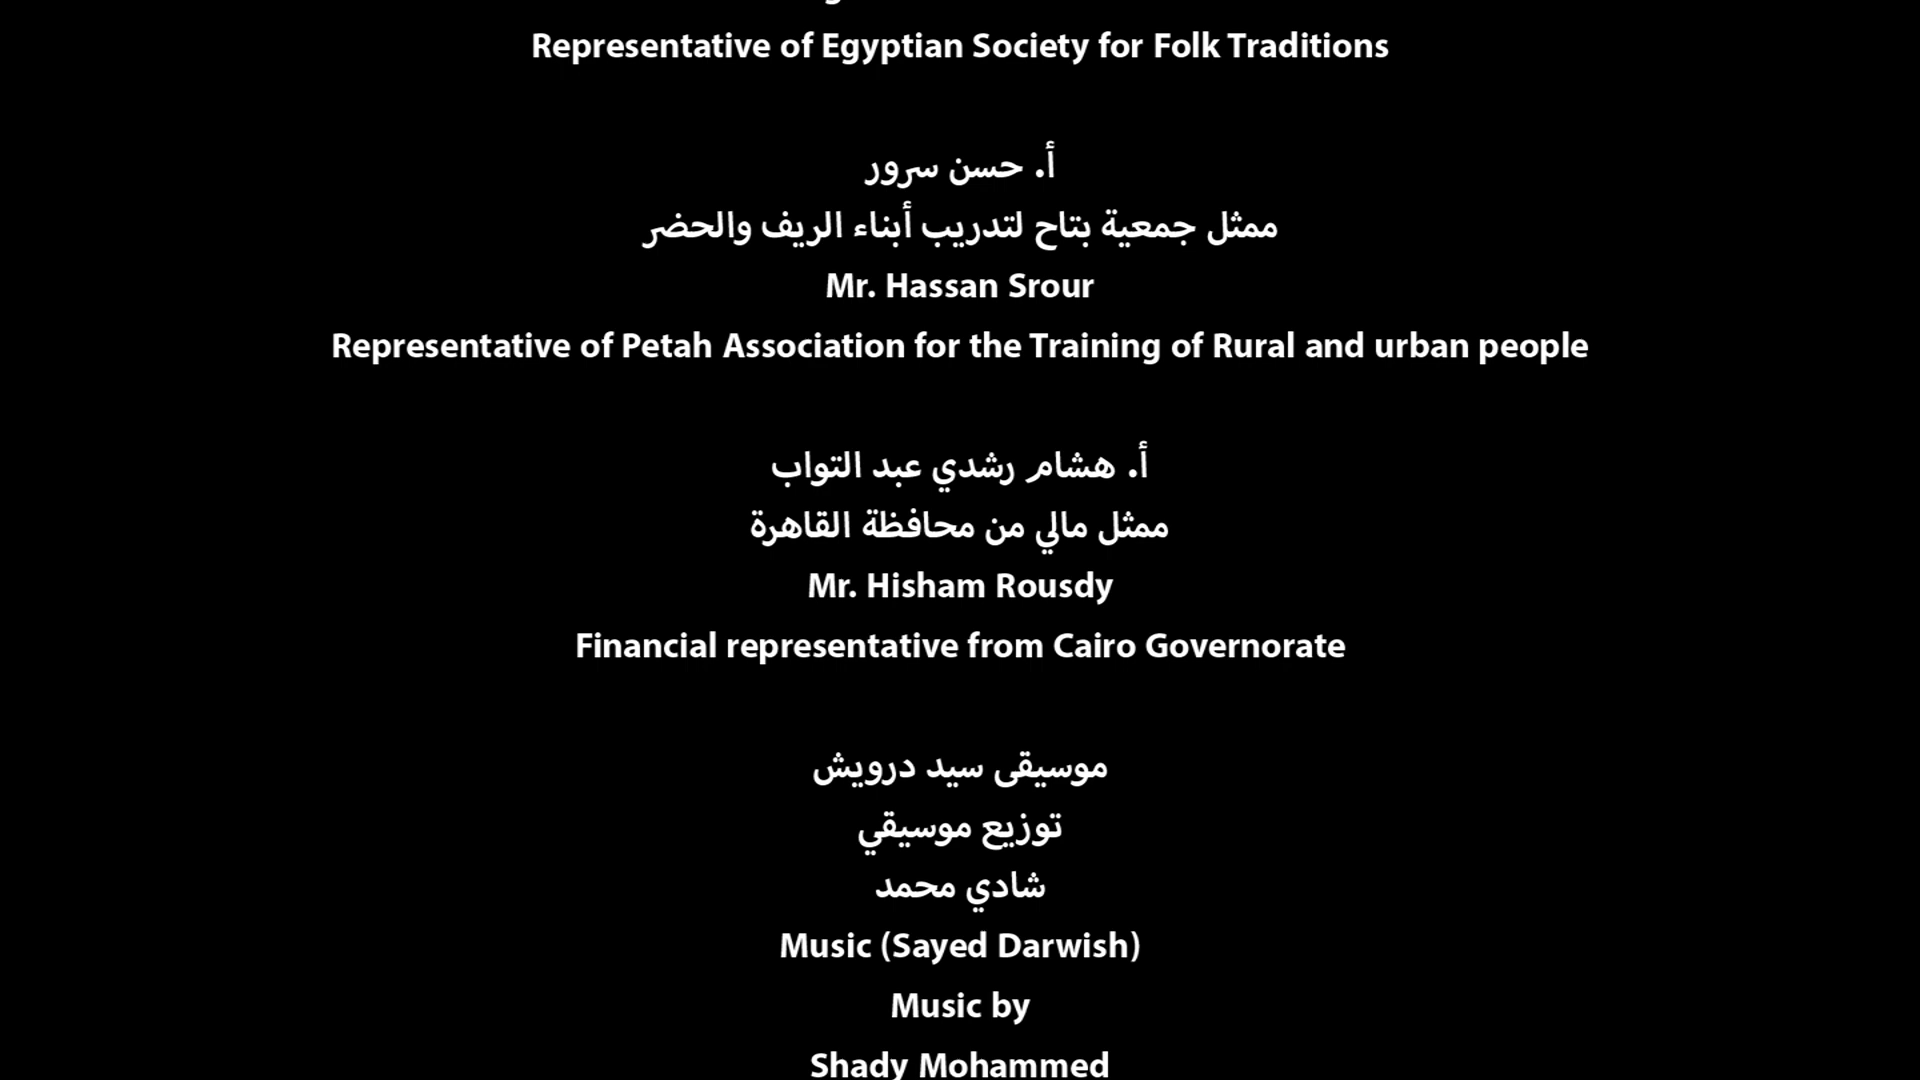 Representative of Egyptian Society for Folk Traditions
أ. حسن سرور
ممثل جمعية بتاح لتدريب أبناء الريف والحضر
Mr. Hassan Srour
Representative of Petah Association for the Training of Rural and urban people
أ. هشام رشدي عبد التواب
ممثل مالي من محافظة القاهرة
Mr. Hisham Rousdy
Financial representative from Cairo Governorate
موسيقى سيد درويش
توزيع موسيقي
شادي محمد
Music (Sayed Darwish)
Music by
Shady Mohammed